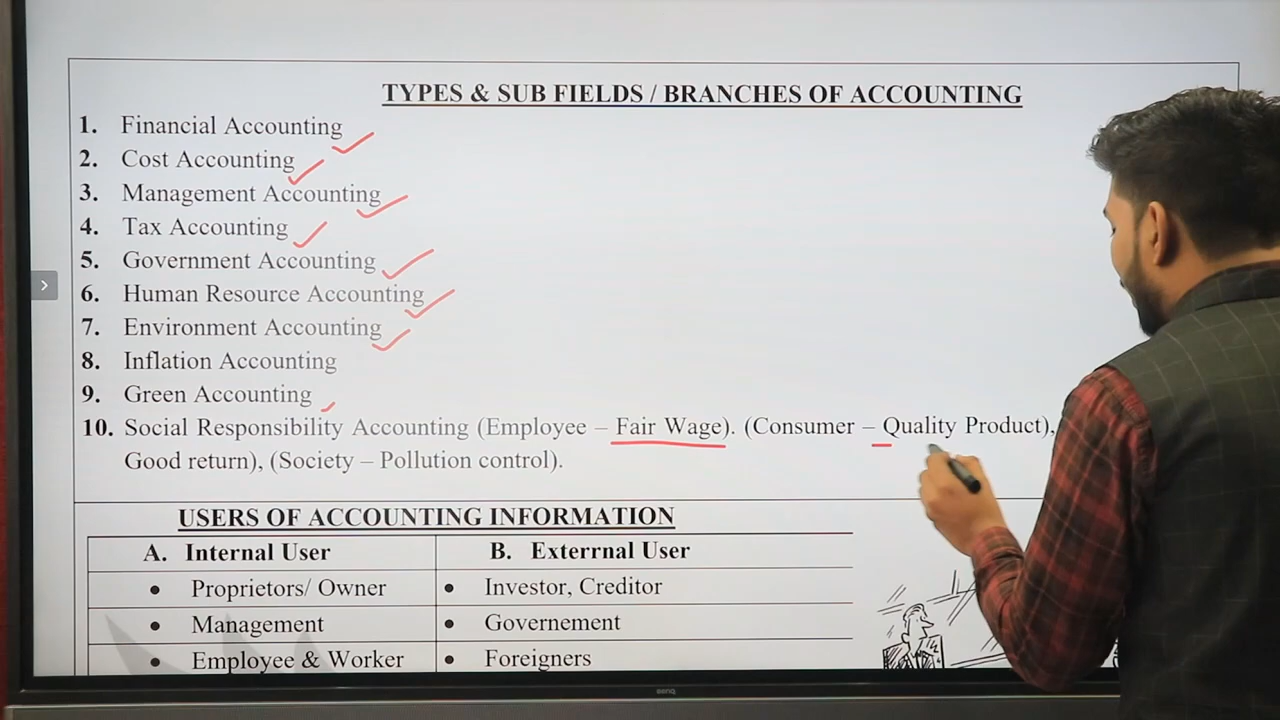 TYPES & SUB FIELDS / BRANCHES OF ACCOUNTING
1. Financial Accounting
2. Cost Accounting
3. Management Accounting
4. Tax Accounting
5. Government Accounting
6. Human Resource Accounting
7. Environment Accounting
8. Inflation Accounting
9. Green Accounting
10. Social Responsibility Accounting (Employee – Fair Wage). (Consumer – Quality Product),
Good return), (Society – Pollution control).
USERS OF ACCOUNTING INFORMATION
A. Internal User B. Exterrnal User
• Proprietors/ Owner • Investor, Creditor
• Management • Governement
• Employee & Worker • Foreigners
BenQ